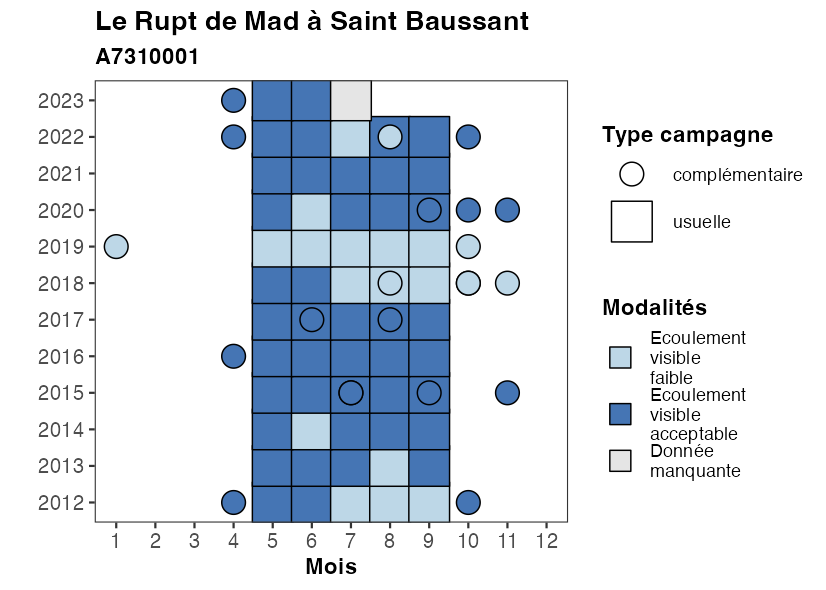 Le Rupt de Mad à Saint Baussant
A7310001
2023
2022
2021
2020
2019
2018
2017
2016
2015
2014
2013
2012
1 2 3 4 5 6 7 8 9 10 11 12
Mois
Type campagne
complémentaire
usuelle
Modalités
Ecoulement
visible
faible
Ecoulement
visible
acceptable
Donnée
manquante